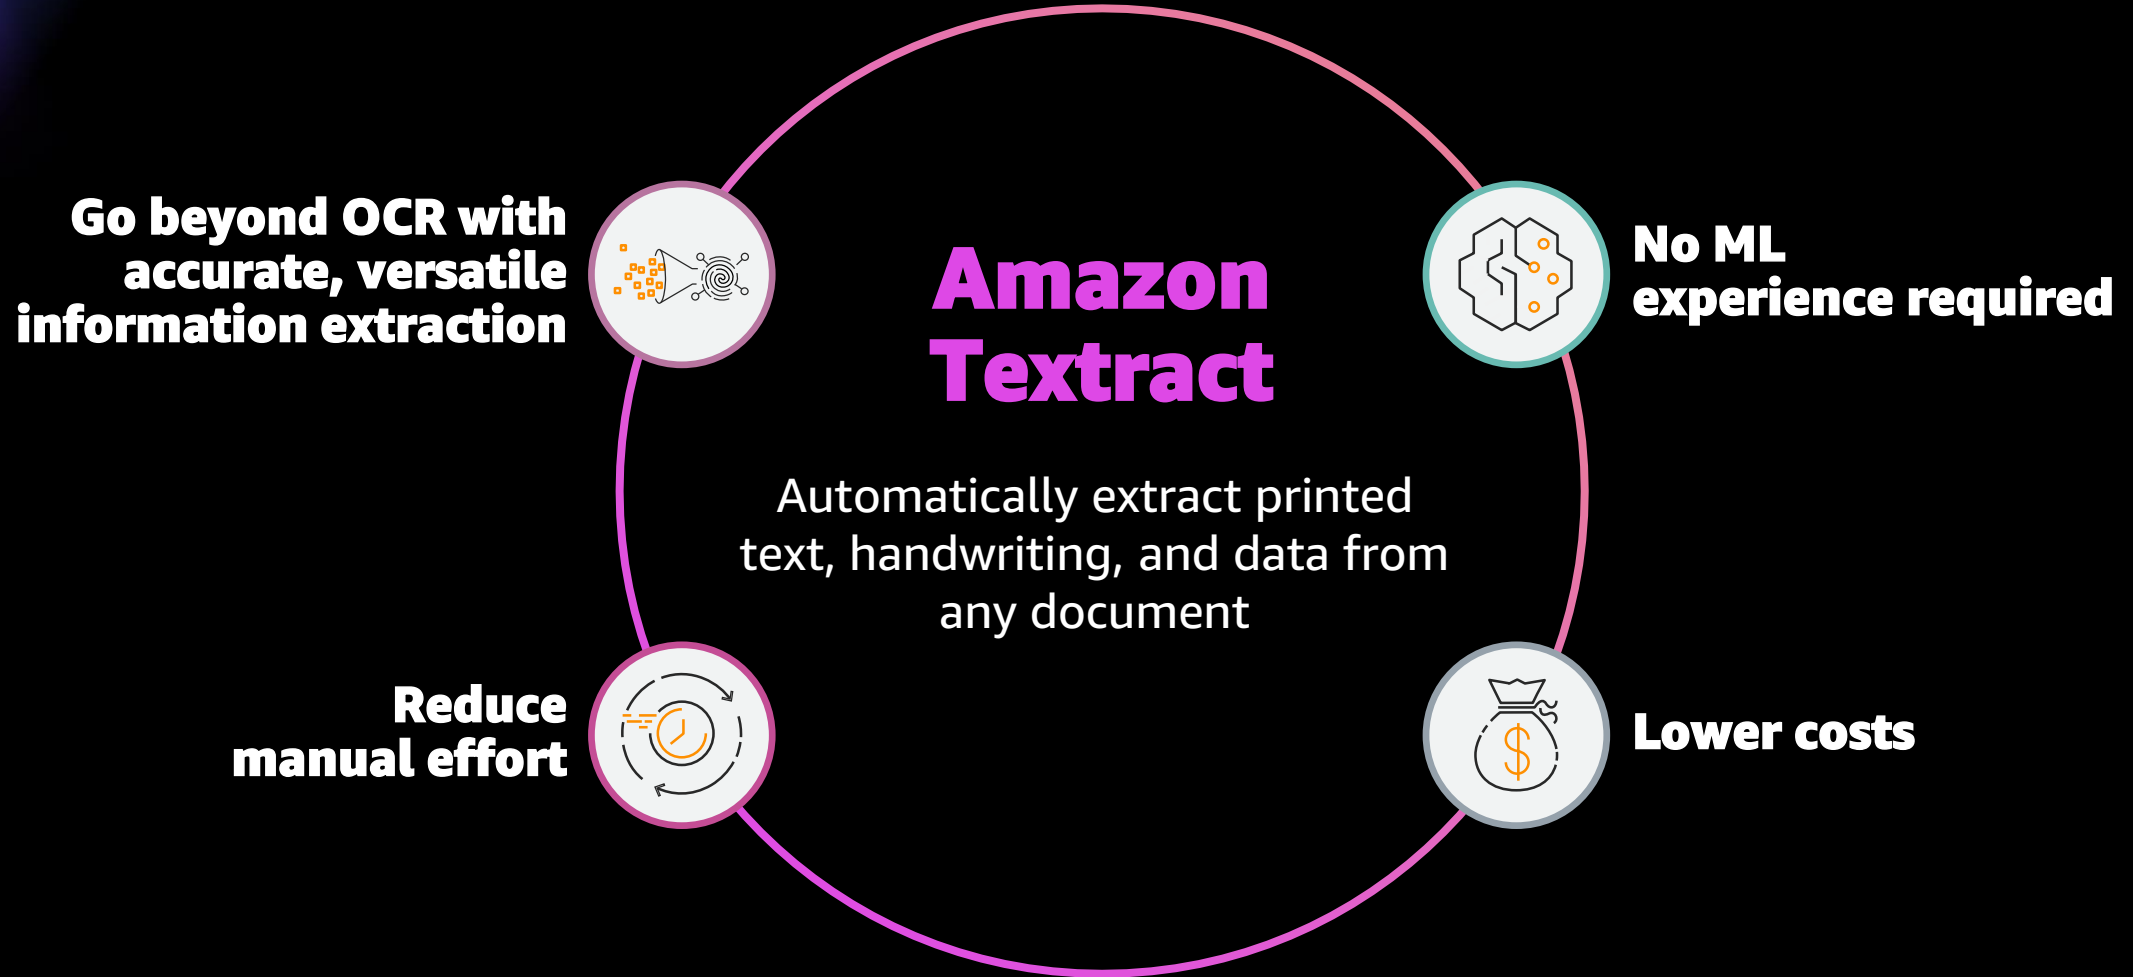 Go beyond OCR with
accurate, versatile
information extraction
Amazon
Textract
Automatically extract printed
text, handwriting, and data from
any document
No ML
experience required
Reduce
manual effort
Lower costs